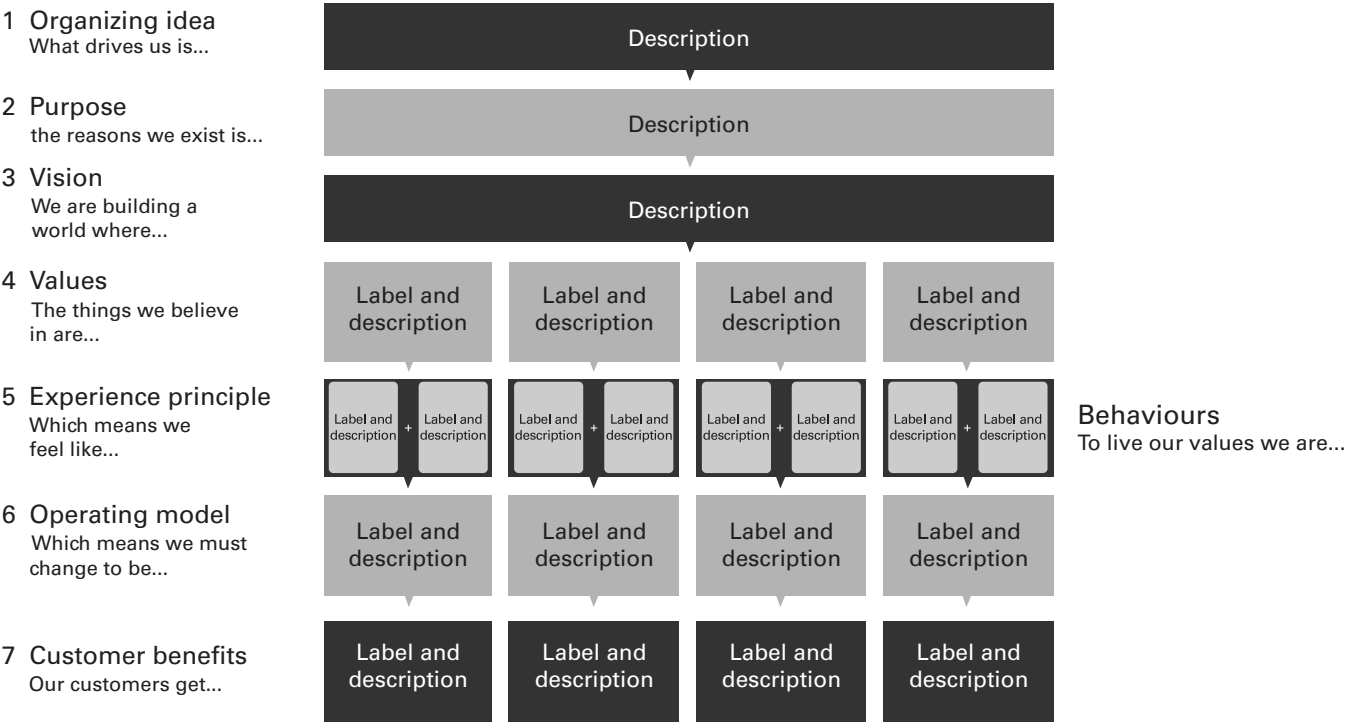 1 Organizing idea
What drives us is...
Description
2 Purpose
the reasons we exist is...
Description
3 Vision
We are building a
world where...
Description
4 Values
The things we believe
in are...
Label and
description
Label and
description
Label and
description
Label and
description
5 Experience principle
Which means we
feel like...
Label and
description
+
Label and
description
Label and
description
+
Label and
description
Label and
description
+
Label and
description
Label and
description
+
Label and
description
Behaviours
To live our values we are...
6 Operating model
Which means we must
change to be...
Label and
description
Label and
description
Label and
description
Label and
description
7 Customer benefits
Our customers get...
Label and
description
Label and
description
Label and
description
Label and
description